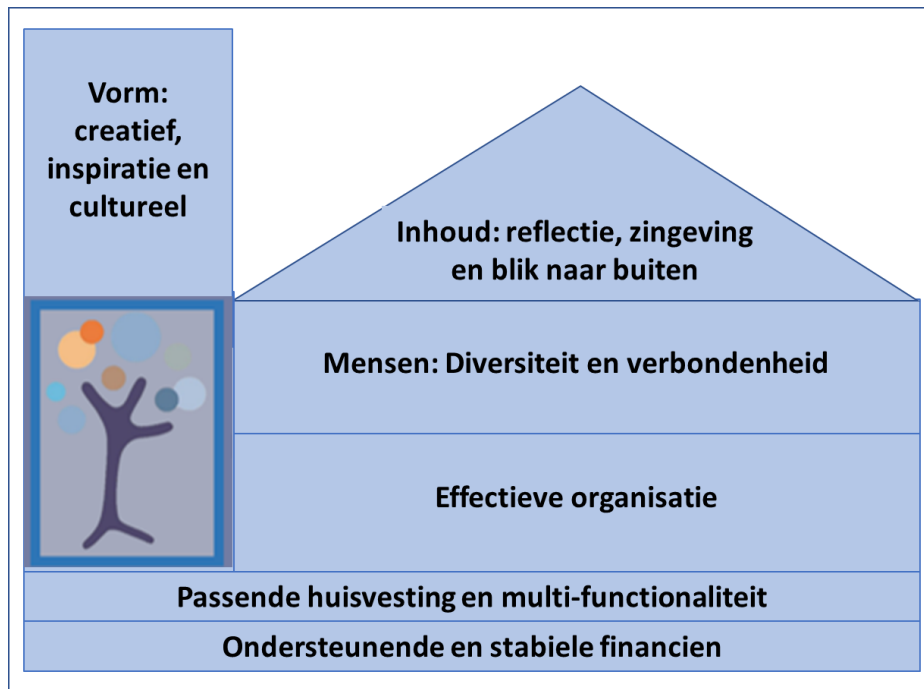 Vorm:
creatief,
inspiratie en
cultureel
Inhoud: reflectie, zingeving
en blik naar buiten
Mensen: Diversiteit en verbondenheid
Effectieve organisatie
Passende huisvesting en multi-functionaliteit
Ondersteunende en stabiele financien